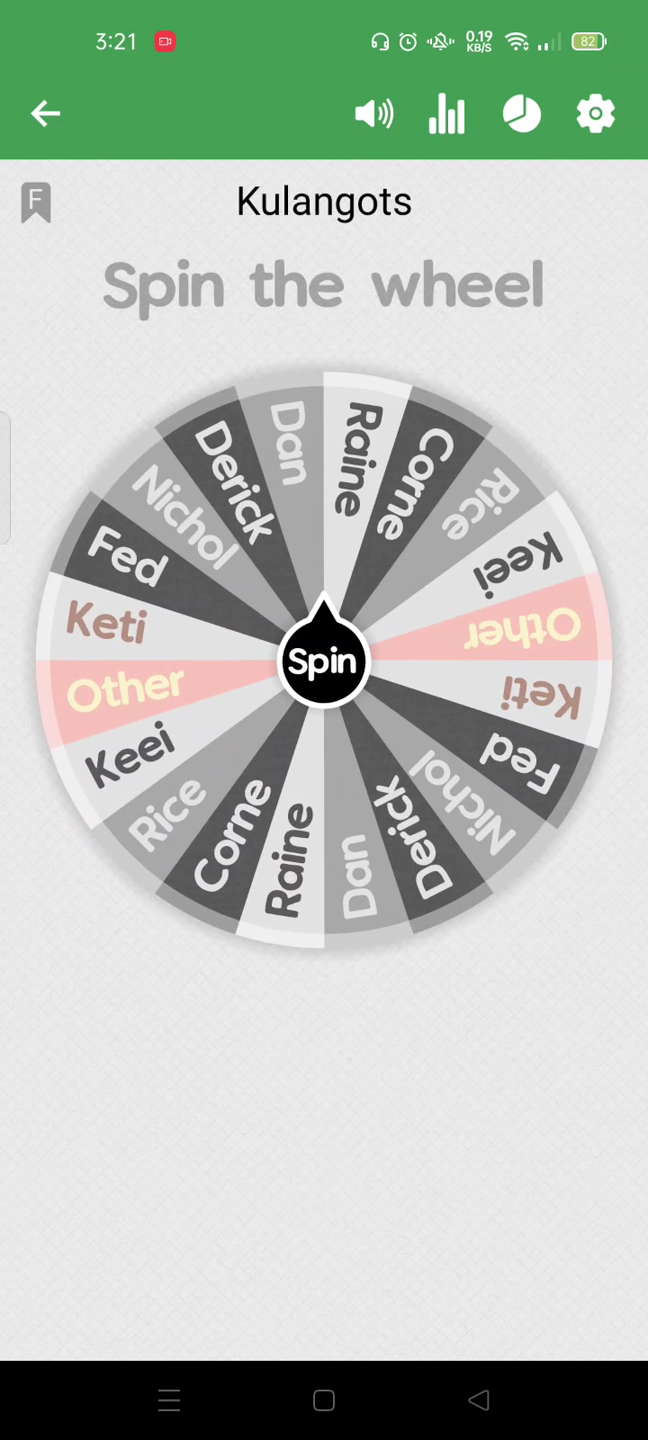 3:21
0.19
KB/S
82
F
Kulangots
Spin the wheel
Raine
Corne
Rice
Keei
Other
Keti
Fed
Nichol
Derick
Dan
Raine
Corne
Rice
Keei
Other
Keti
Fed
Nichol
Derick
Dan
Spin